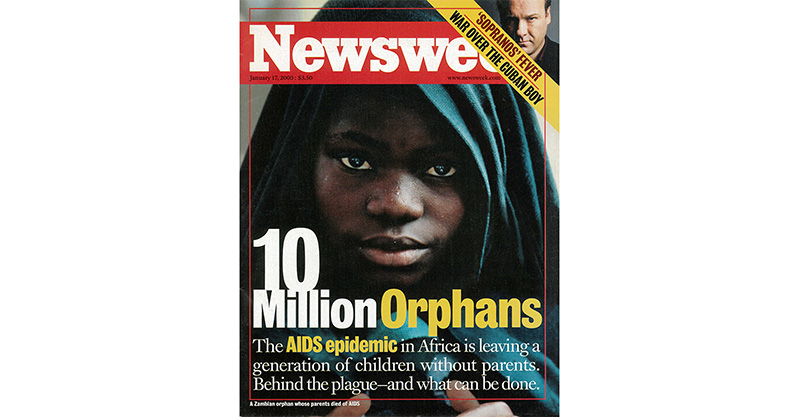 'SOPRANOS' FEVER
WAR OVER THE CUBAN BOY
Newswee
January 17, 2000 : $3.50
www.newsweek.com
10
Million Orphans
The AIDS epidemic in Africa is leaving a
generation of children without parents.
Behind the plague–and what can be done.
A Zambian orphan whose parents died of AIDS